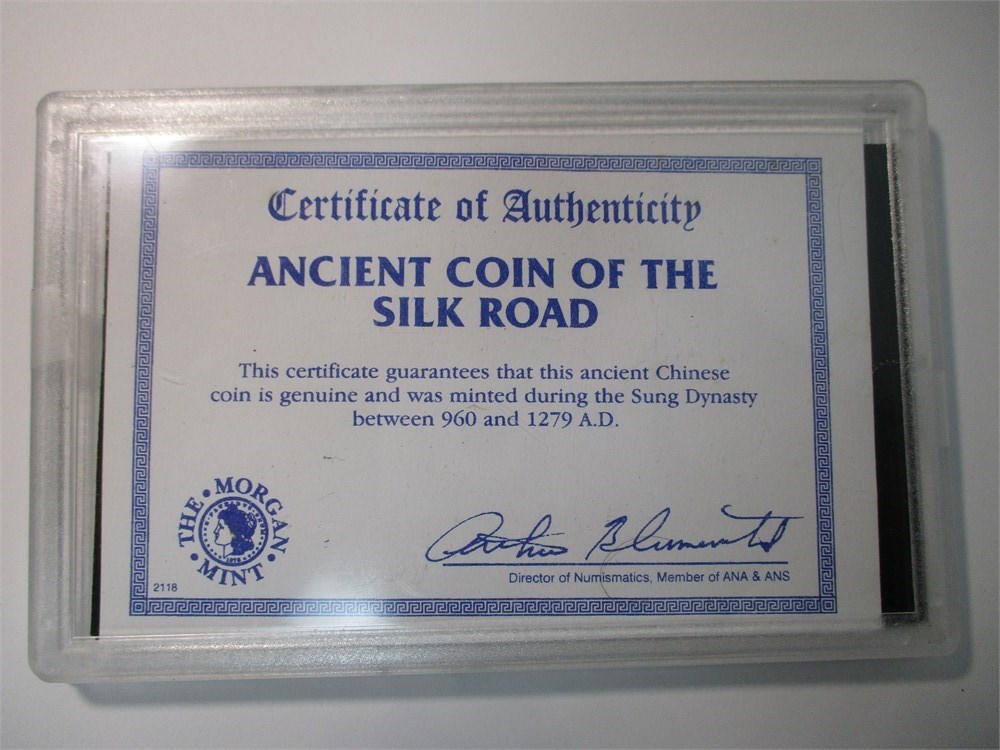 Certificate of Authenticity
ANCIENT COIN OF THE
SILK ROAD
This certificate guarantees that this ancient Chinese
coin is genuine and was minted during the Sung Dynasty
between 960 and 1279 A.D.
THE MORGAN
MINT
2118
Director of Numismatics, Member of ANA & ANS